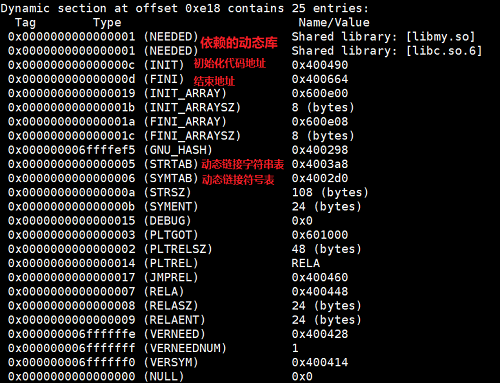 Dynamic section at offset 0xe18 contains 25 entries:
Tag Type Name/Value
0x0000000000000001 (NEEDED) Shared library: [libmy.so]
依赖的动态库
0x0000000000000001 (NEEDED) Shared library: [libc.so.6]
0x000000000000000c (INIT) 初始化代码地址 0x400490
0x000000000000000d (FINI) 结束地址 0x400664
0x0000000000000019 (INIT_ARRAY) 0x600e00
0x000000000000001b (INIT_ARRAYSZ) 8 (bytes)
0x000000000000001a (FINI_ARRAY) 0x600e08
0x000000000000001c (FINI_ARRAYSZ) 8 (bytes)
0x000000006ffffef5 (GNU_HASH) 0x400298
0x0000000000000005 (STRTAB) 动态链接字符串表 0x4003a8
0x0000000000000006 (SYMTAB) 动态链接符号表 0x4002d0
0x000000000000000a (STRSZ) 108 (bytes)
0x000000000000000b (SYMENT) 24 (bytes)
0x0000000000000015 (DEBUG) 0x0
0x0000000000000003 (PLTGOT) 0x601000
0x0000000000000002 (PLTRELSZ) 48 (bytes)
0x0000000000000014 (PLTREL) RELA
0x0000000000000017 (JMPREL) 0x400460
0x0000000000000007 (RELA) 0x400448
0x0000000000000008 (RELASZ) 24 (bytes)
0x0000000000000009 (RELAENT) 24 (bytes)
0x000000006ffffffe (VERNEED) 0x400428
0x000000006fffffff (VERNEEDNUM) 1
0x000000006ffffff0 (VERSYM) 0x400414
0x0000000000000000 (NULL) 0x0